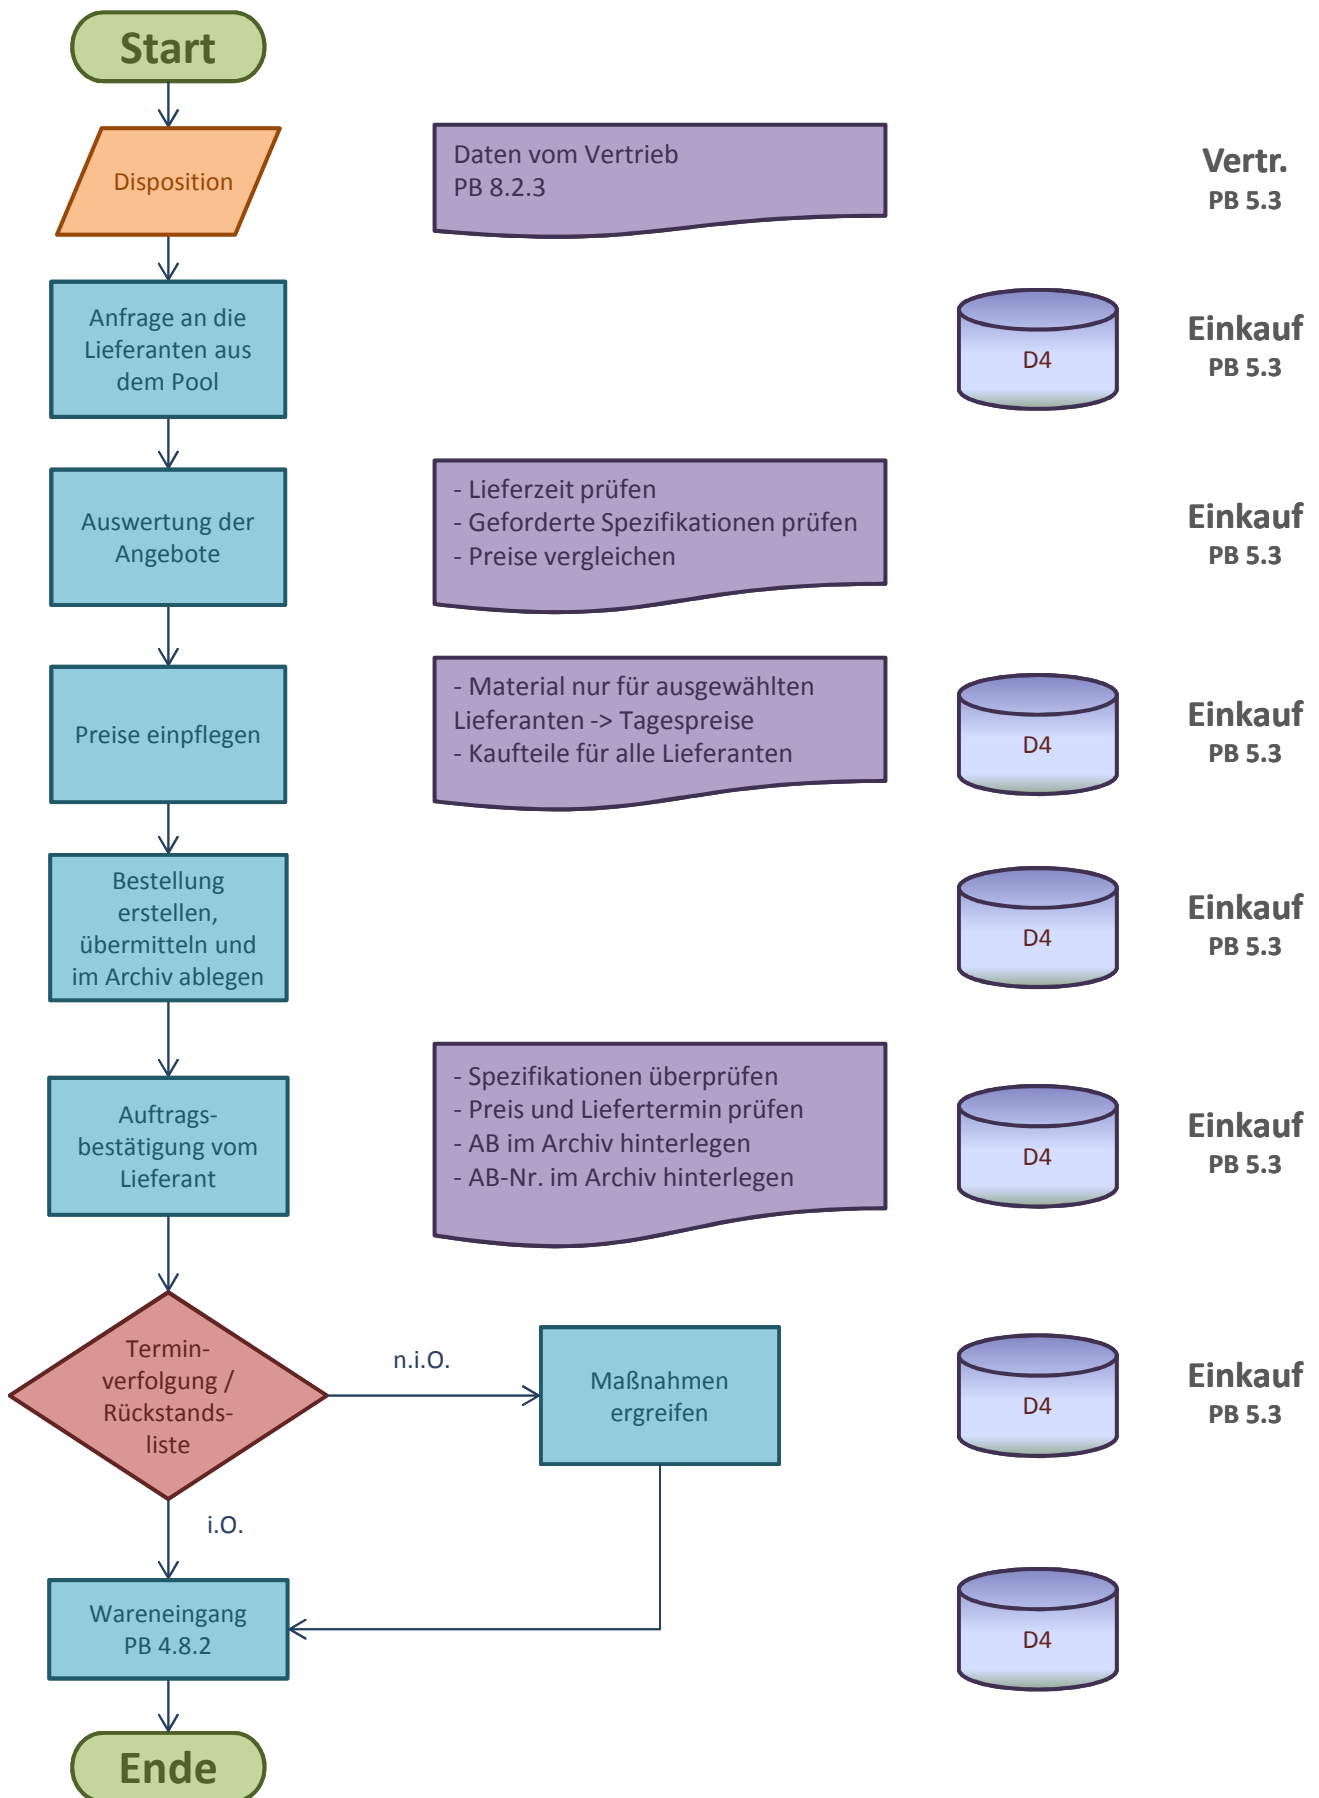 Start
Disposition
Daten vom Vertrieb
PB 8.2.3
Vertr.
PB 5.3
Anfrage an die
Lieferanten aus
dem Pool
D4
Einkauf
PB 5.3
Auswertung der
Angebote
- Lieferzeit prüfen
- Geforderte Spezifikationen prüfen
- Preise vergleichen
Einkauf
PB 5.3
Preise einpflegen
- Material nur für ausgewählten
Lieferanten -> Tagespreise
- Kaufteile für alle Lieferanten
D4
Einkauf
PB 5.3
Bestellung
erstellen,
übermitteln und
im Archiv ablegen
D4
Einkauf
PB 5.3
Auftrags-
bestätigung vom
Lieferant
- Spezifikationen überprüfen
- Preis und Liefertermin prüfen
- AB im Archiv hinterlegen
- AB-Nr. im Archiv hinterlegen
D4
Einkauf
PB 5.3
Termin-
verfolgung /
Rückstands-
liste
n.i.O.
Maßnahmen
ergreifen
D4
Einkauf
PB 5.3
i.O.
Wareneingang
PB 4.8.2
D4
Ende